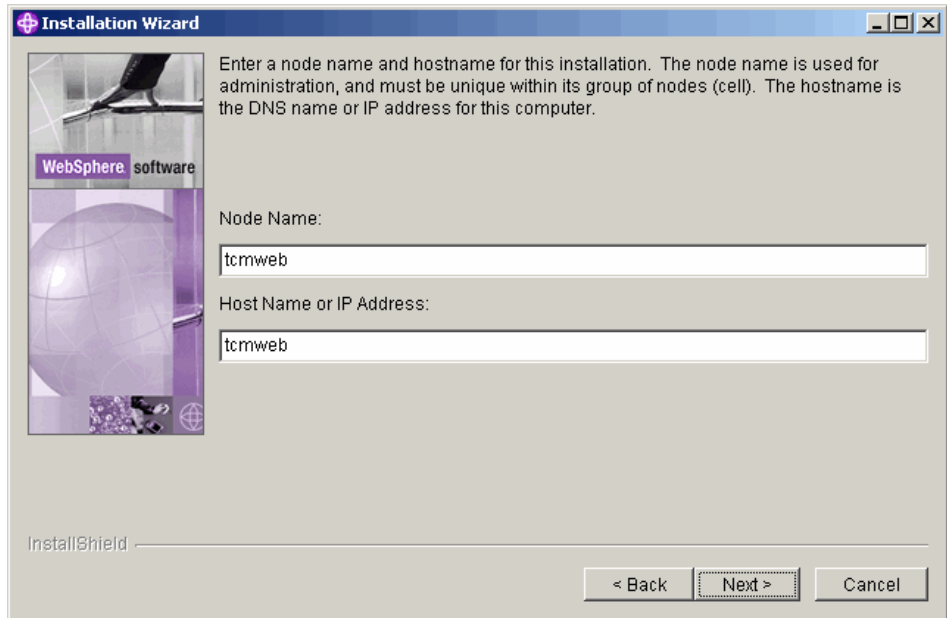 Installation Wizard
Enter a node name and hostname for this installation. The node name is used for
administration, and must be unique within its group of nodes (cell). The hostname is
the DNS name or IP address for this computer.
WebSphere software
Node Name:
tcmweb
Host Name or IP Address:
tcmweb
InstallShield
< Back
Next >
Cancel